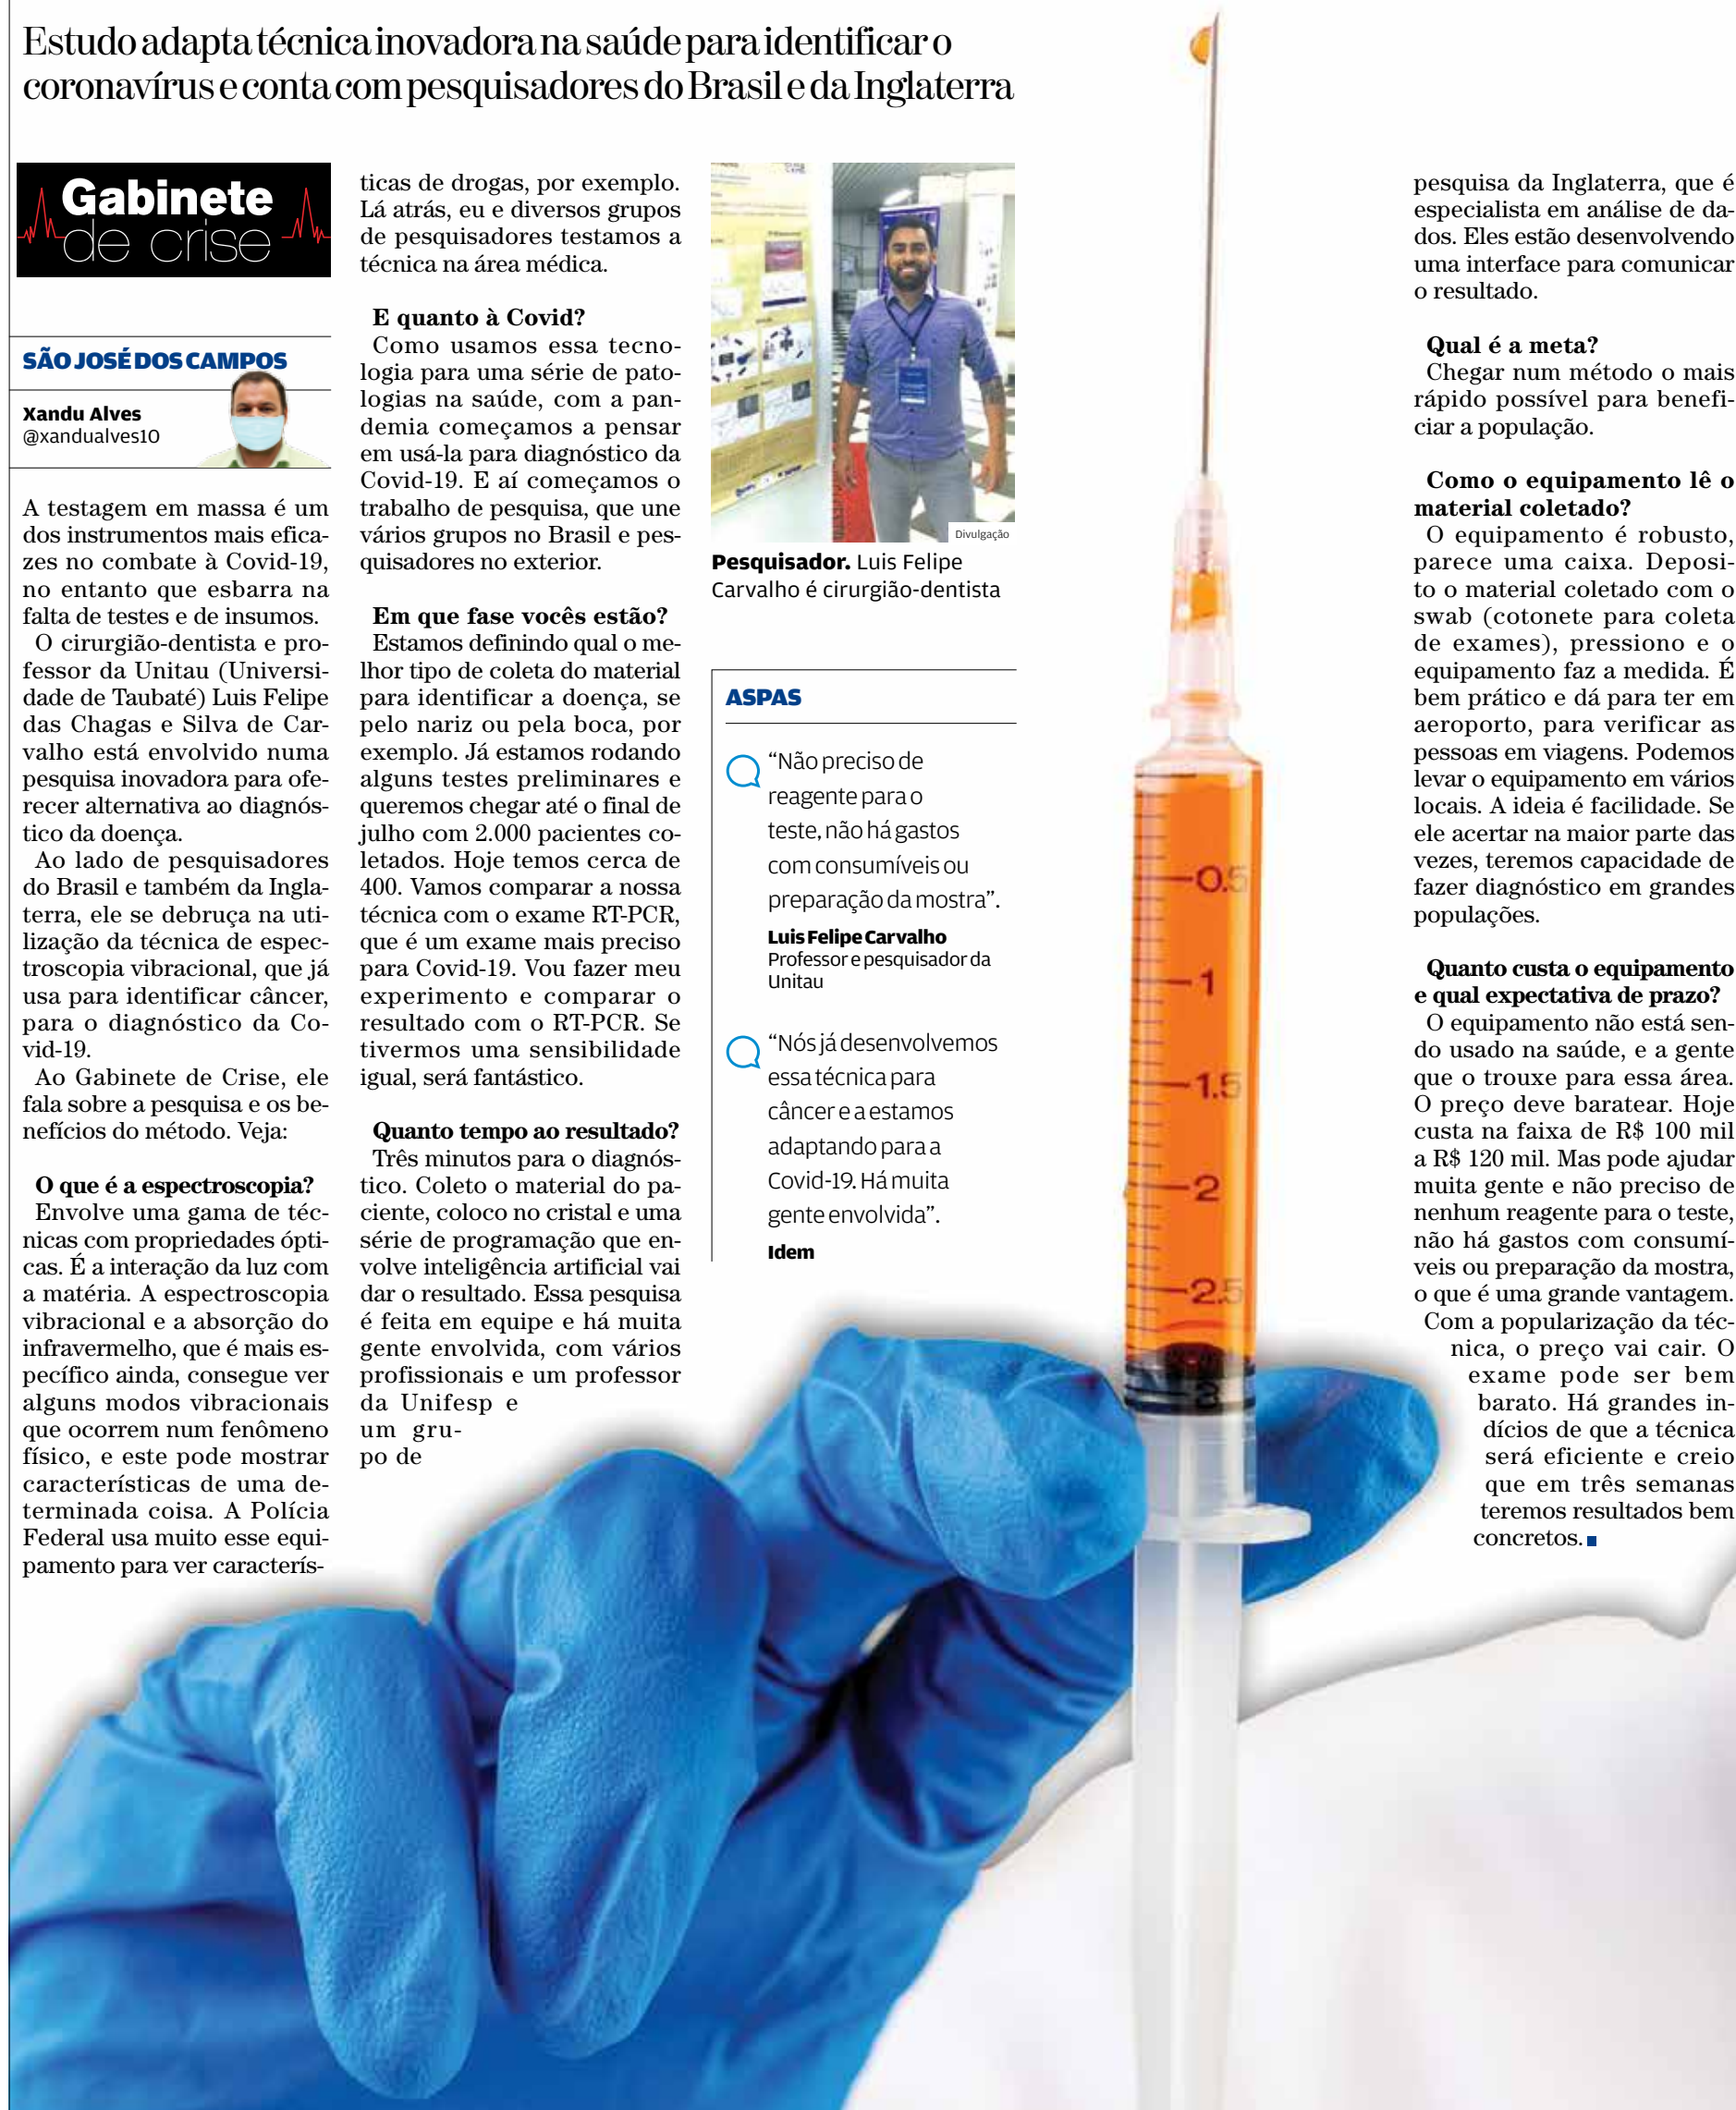 Estudo adapta técnica inovadora na saúde para identificar o
coronavírus e conta com pesquisadores do Brasil e da Inglaterra
Gabinete
de crise
SÃO JOSÉ DOS CAMPOS
Xandu Alves
@xandualves10
A testagem em massa é um
dos instrumentos mais efica-
zes no combate à Covid-19,
no entanto que esbarra na
falta de testes e de insumos.
O cirurgião-dentista e pro-
fessor da Unitau (Universi-
dade de Taubaté) Luis Felipe
das Chagas e Silva de Car-
valho está envolvido numa
pesquisa inovadora para ofe-
recer alternativa ao diagnós-
tico da doença.
Ao lado de pesquisadores
do Brasil e também da Ingla-
terra, ele se debruça na uti-
lização da técnica de espec-
troscopia vibracional, que já
usa para identificar câncer,
para o diagnóstico da Co-
vid-19.
Ao Gabinete de Crise, ele
fala sobre a pesquisa e os be-
nefícios do método. Veja:
O que é a espectroscopia?
Envolve uma gama de téc-
nicas com propriedades ópti-
cas. É a interação da luz com
a matéria. A espectroscopia
vibracional e a absorção do
infravermelho, que é mais es-
pecífico ainda, consegue ver
alguns modos vibracionais
que ocorrem num fenômeno
físico, e este pode mostrar
características de uma de-
terminada coisa. A Polícia
Federal usa muito esse equi-
pamento para ver caracterís-
ticas de drogas, por exemplo.
Lá atrás, eu e diversos grupos
de pesquisadores testamos a
técnica na área médica.
E quanto à Covid?
Como usamos essa tecno-
logia para uma série de pato-
logias na saúde, com a pan-
demia começamos a pensar
em usá-la para diagnóstico da
Covid-19. E aí começamos o
trabalho de pesquisa, que une
vários grupos no Brasil e pes-
quisadores no exterior.
Em que fase vocês estão?
Estamos definindo qual o me-
lhor tipo de coleta do material
para identificar a doença, se
pelo nariz ou pela boca, por
exemplo. Já estamos rodando
alguns testes preliminares e
queremos chegar até o final de
julho com 2.000 pacientes co-
letados. Hoje temos cerca de
400. Vamos comparar a nossa
técnica com o exame RT-PCR,
que é um exame mais preciso
para Covid-19. Vou fazer meu
experimento e comparar o
resultado com o RT-PCR. Se
tivermos uma sensibilidade
igual, será fantástico.
Quanto tempo ao resultado?
Três minutos para o diagnós-
tico. Coleto o material do pa-
ciente, coloco no cristal e uma
série de programação que en-
volve inteligência artificial vai
dar o resultado. Essa pesquisa
é feita em equipe e há muita
gente envolvida, com vários
profissionais e um professor
da Unifesp e
um gru-
po de
Divulgação
Pesquisador. Luis Felipe
Carvalho é cirurgião-dentista
ASPAS
“Não preciso de
reagente para o
teste, não há gastos
com consumíveis ou
preparação da mostra”.
Luis Felipe Carvalho
Professor e pesquisador da
Unitau
“Nós já desenvolvemos
essa técnica para
câncer e a estamos
adaptando para a
Covid-19. Há muita
gente envolvida”.
Idem
0.5
1
1.5
2
2.5
3
pesquisa da Inglaterra, que é
especialista em análise de da-
dos. Eles estão desenvolvendo
uma interface para comunicar
o resultado.
Qual é a meta?
Chegar num método o mais
rápido possível para benefi-
ciar a população.
Como o equipamento lê o
material coletado?
O equipamento é robusto,
parece uma caixa. Deposi-
to o material coletado com o
swab (cotonete para coleta
de exames), pressiono e o
equipamento faz a medida. É
bem prático e dá para ter em
aeroporto, para verificar as
pessoas em viagens. Podemos
levar o equipamento em vários
locais. A ideia é facilidade. Se
ele acertar na maior parte das
vezes, teremos capacidade de
fazer diagnóstico em grandes
populações.
Quanto custa o equipamento
e qual expectativa de prazo?
O equipamento não está sen-
do usado na saúde, e a gente
que o trouxe para essa área.
O preço deve baratear. Hoje
custa na faixa de R$ 100 mil
a R$ 120 mil. Mas pode ajudar
muita gente e não preciso de
nenhum reagente para o teste,
não há gastos com consumí-
veis ou preparação da mostra,
o que é uma grande vantagem.
Com a popularização da téc-
nica, o preço vai cair. O
exame pode ser bem
barato. Há grandes in-
dícios de que a técnica
será eficiente e creio
que em três semanas
teremos resultados bem
concretos.